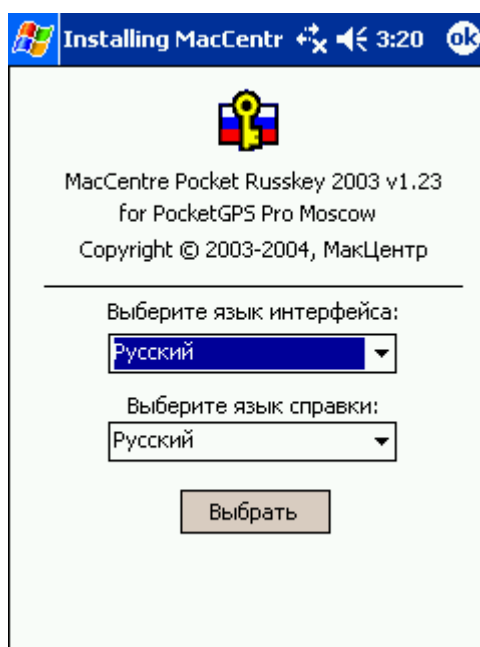 Installing MacCentr 3:20 ok
MacCentre Pocket Russkey 2003 v1.23
for PocketGPS Pro Moscow
Copyright © 2003-2004, МакЦентр
Выберите язык интерфейса:
Русский
Выберите язык справки:
Русский
Выбрать